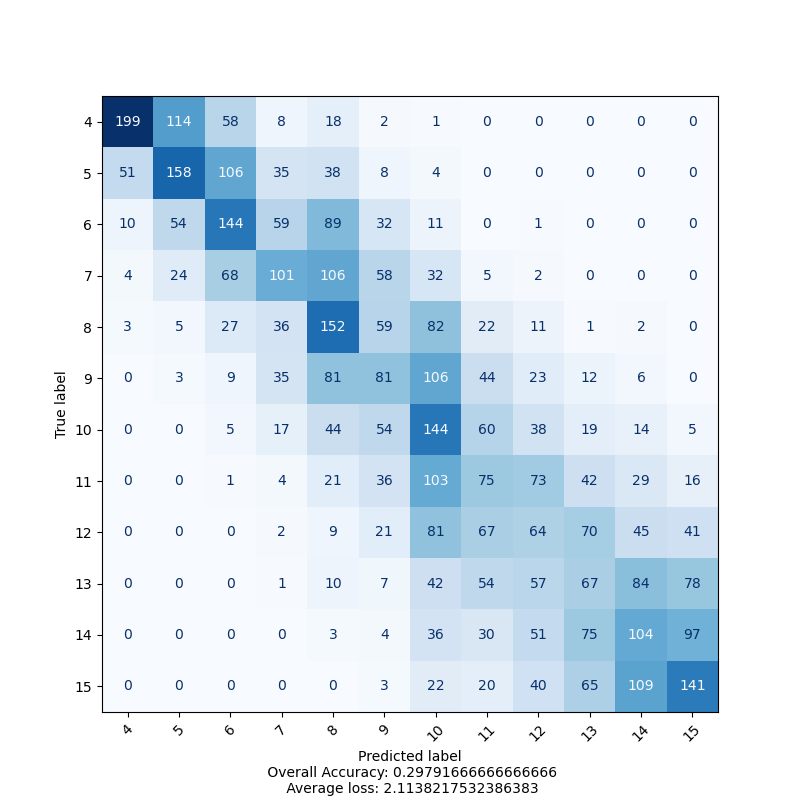 4 199 114 58 8 18 2 1 0 0 0 0 0
5 51 158 106 35 38 8 4 0 0 0 0 0
6 10 54 144 59 89 32 11 0 1 0 0 0
7 4 24 68 101 106 58 32 5 2 0 0 0
8 3 5 27 36 152 59 82 22 11 1 2 0
9 0 3 9 35 81 81 106 44 23 12 6 0
10 0 0 5 17 44 54 144 60 38 19 14 5
11 0 0 1 4 21 36 103 75 73 42 29 16
12 0 0 0 2 9 21 81 67 64 70 45 41
13 0 0 0 1 10 7 42 54 57 67 84 78
14 0 0 0 0 3 4 36 30 51 75 104 97
15 0 0 0 0 0 3 22 20 40 65 109 141
True label
4 5 6 7 8 9 10 11 12 13 14 15
Predicted label
Overall Accuracy: 0.29791666666666666
Average loss: 2.1138217532386383